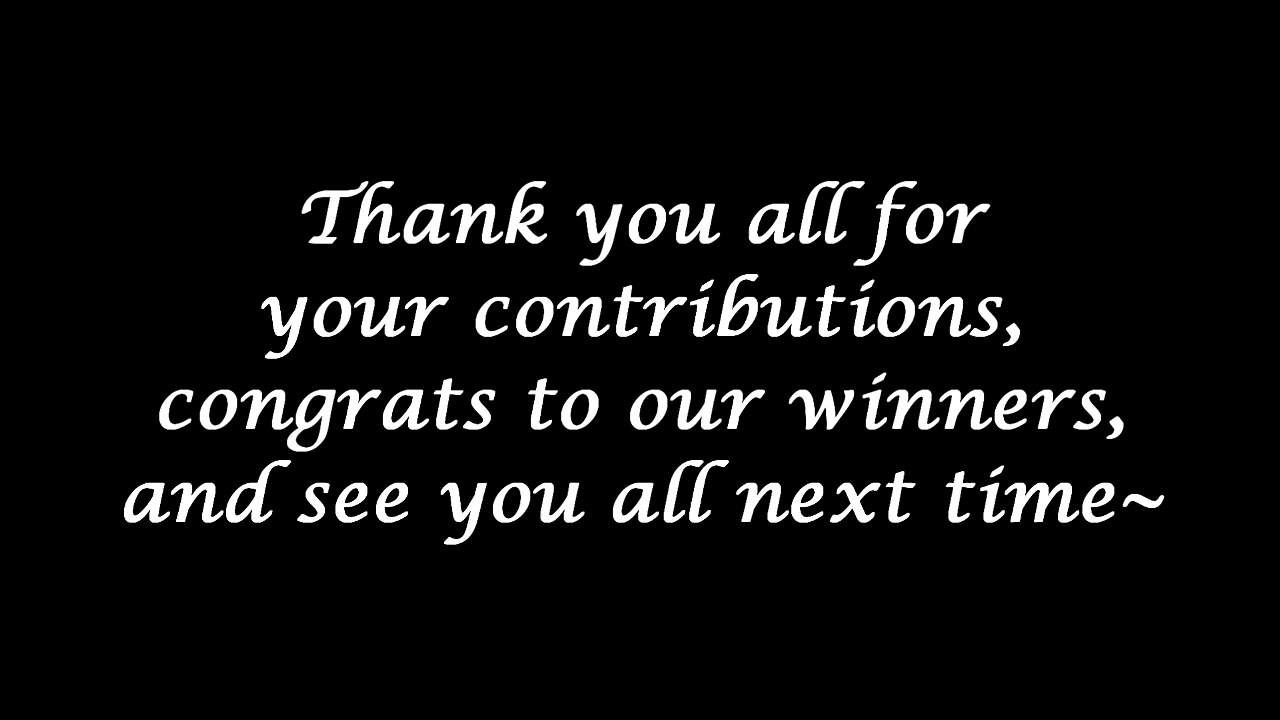 Thank you all for
your contributions,
congrats to our winners,
and see you all next time~